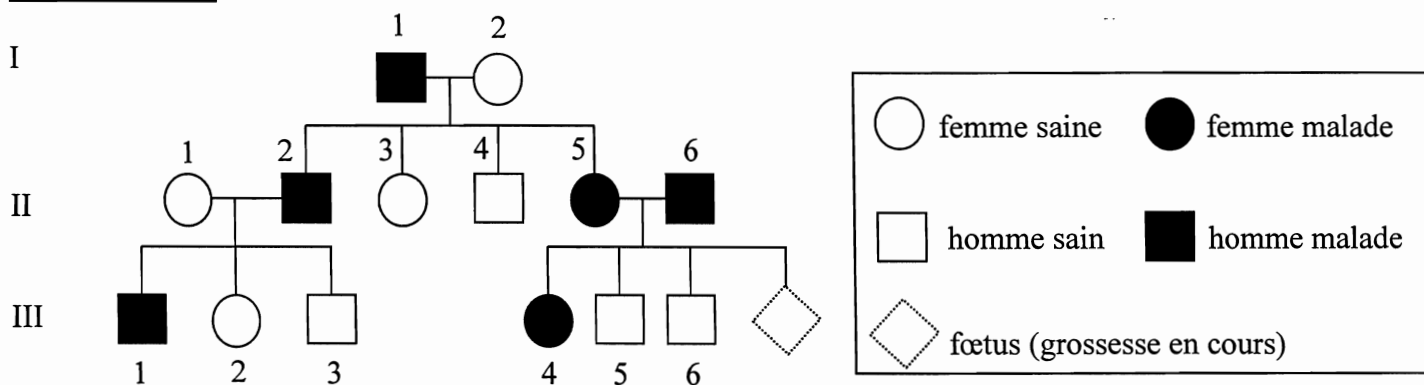 1 2
I
femme saine femme malade
1 2 3 4 5 6
II
homme sain homme malade
III
fœtus (grossesse en cours)
1 2 3 4 5 6